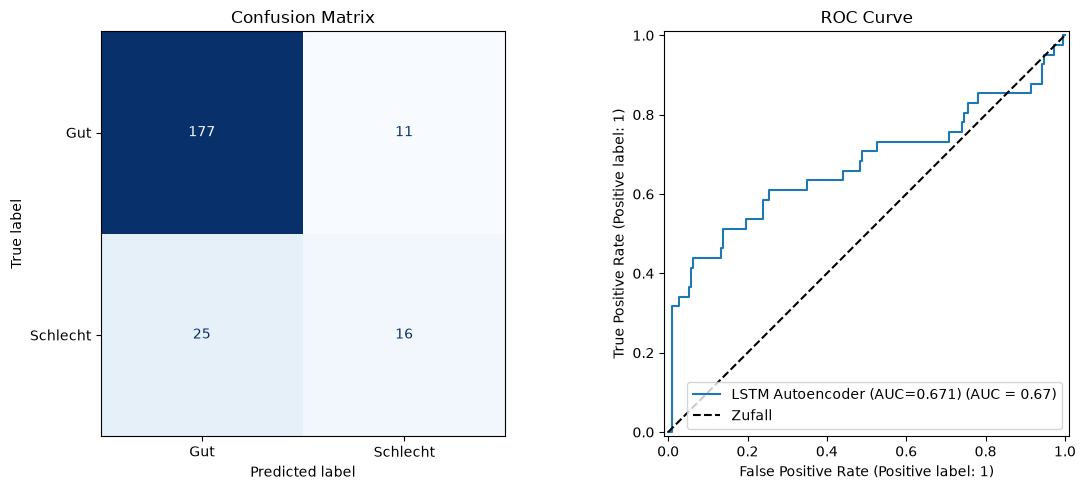 Confusion Matrix
Gut
177
11
Schlecht
25
16
Gut
Schlecht
Predicted label
True label
ROC Curve
1.0
0.8
0.6
0.4
0.2
0.0
0.0
0.2
0.4
0.6
0.8
1.0
True Positive Rate (Positive label: 1)
False Positive Rate (Positive label: 1)
LSTM Autoencoder (AUC=0.671) (AUC = 0.67)
Zufall